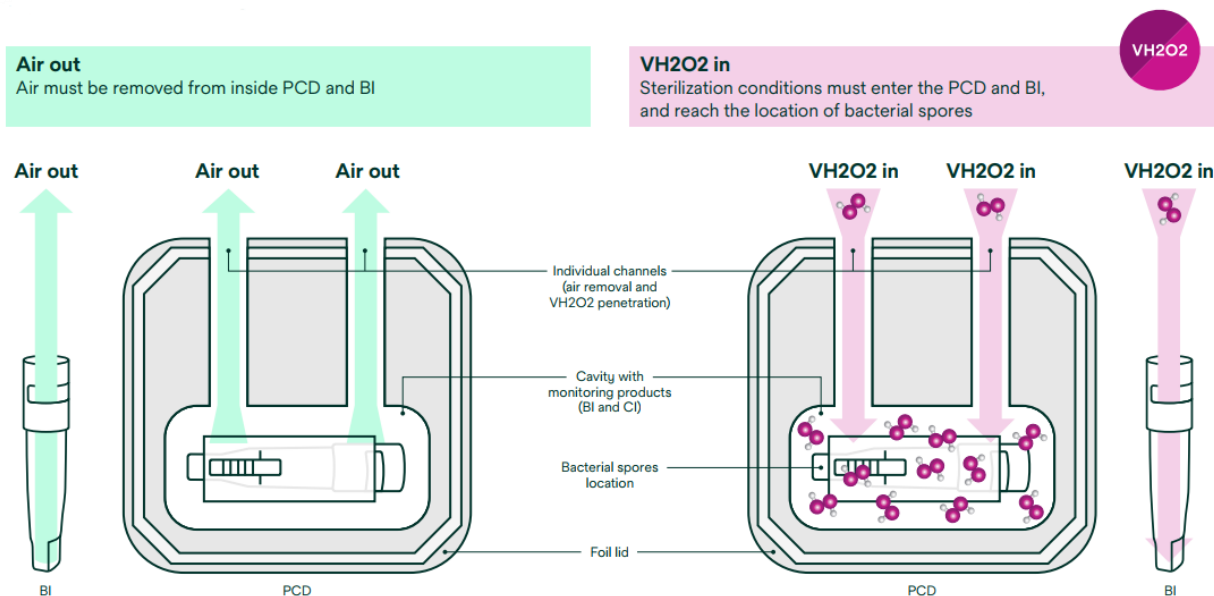 Air out
Air must be removed from inside PCD and BI
VH2O2 in
Sterilization conditions must enter the PCD and BI,
and reach the location of bacterial spores
VH2O2
Air out
Air out
Air out
VH2O2 in
VH2O2 in
VH2O2 in
Individual channels
(air removal and
VH2O2 penetration)
Cavity with
monitoring products
(BI and CI)
Bacterial spores
location
Foil lid
BI
PCD
PCD
BI